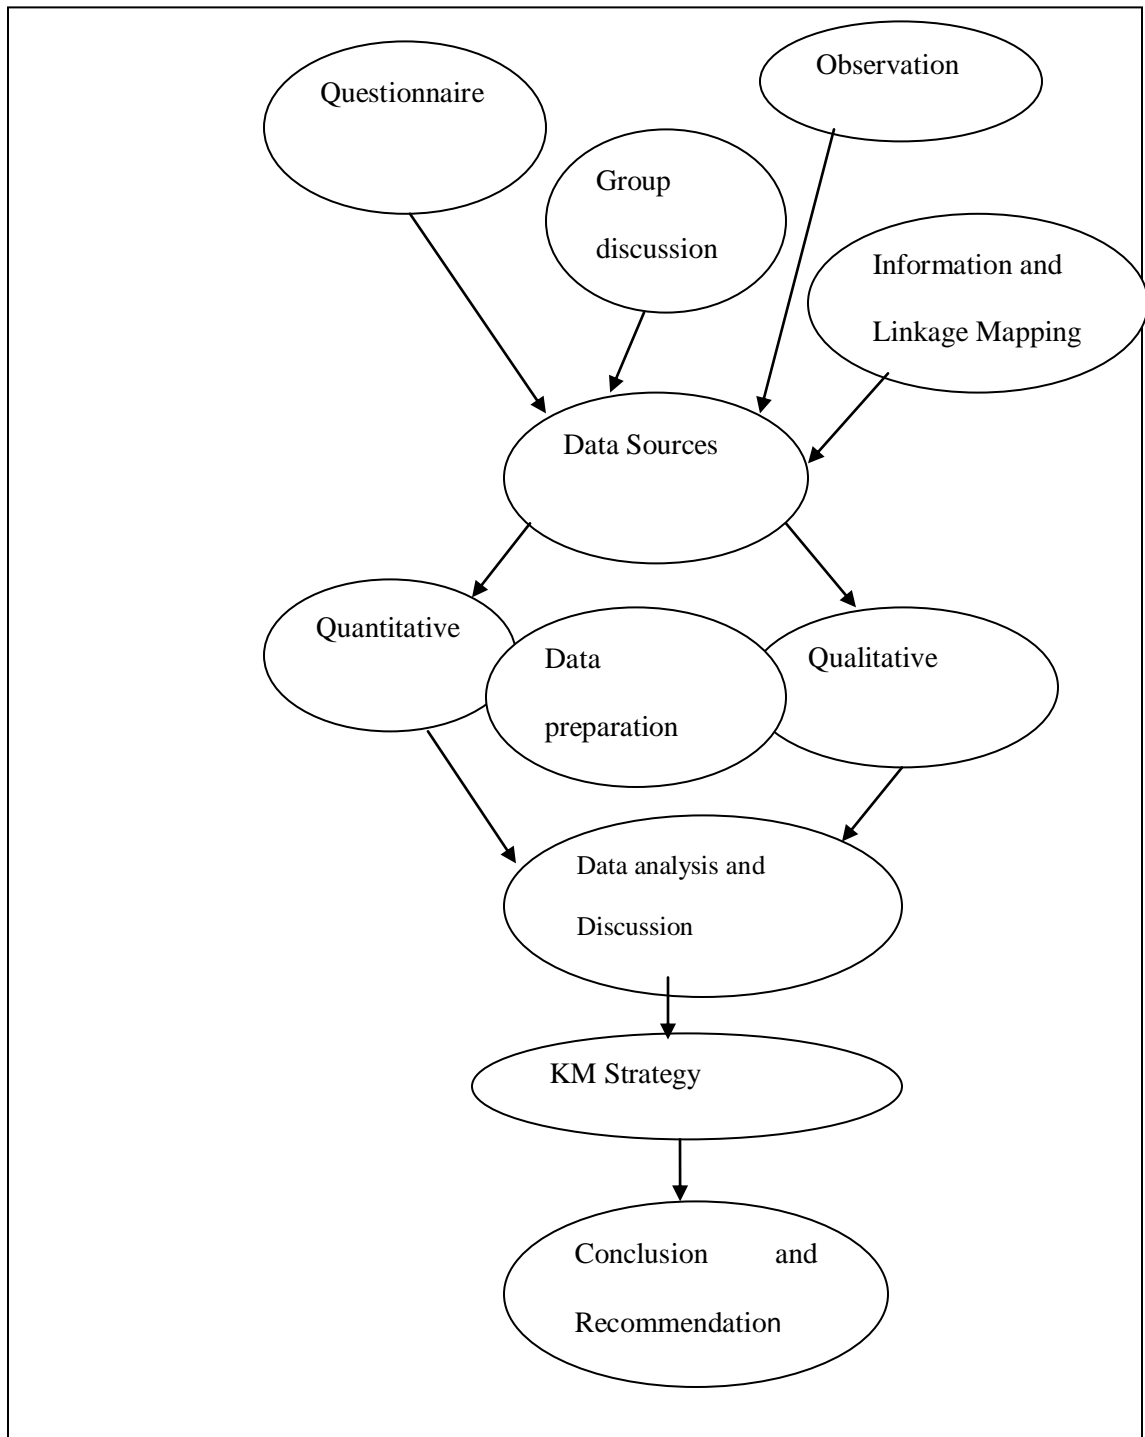 Questionnaire
Observation
Group
discussion
Information and
Linkage Mapping
Data Sources
Quantitative
Data
preparation
Qualitative
Data analysis and
Discussion
KM Strategy
Conclusion and
Recommendation